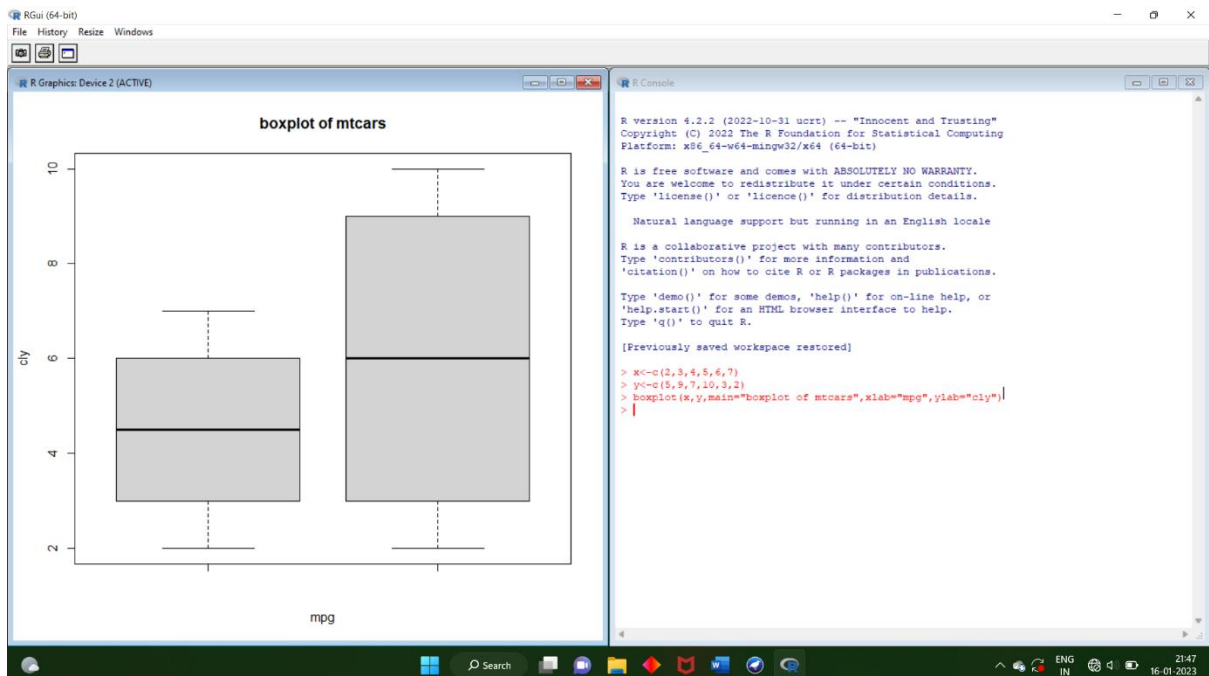 RGui (64-bit)
File History Resize Windows
R Graphics: Device 2 (ACTIVE)
boxplot of mtcars
10
8
6
4
2
cly
mpg
R Console
R version 4.2.2 (2022-10-31 ucrt) -- "Innocent and Trusting"
Copyright (C) 2022 The R Foundation for Statistical Computing
Platform: x86_64-w64-mingw32/x64 (64-bit)
R is free software and comes with ABSOLUTELY NO WARRANTY.
You are welcome to redistribute it under certain conditions.
Type 'license()' or 'licence()' for distribution details.
Natural language support but running in an English locale
R is a collaborative project with many contributors.
Type 'contributors()' for more information and
'citation()' on how to cite R or R packages in publications.
Type 'demo()' for some demos, 'help()' for on-line help, or
'help.start()' for an HTML browser interface to help.
Type 'q()' to quit R.
[Previously saved workspace restored]
> x<-c(2,3,4,5,6,7)
> y<-c(5,9,7,10,3,2)
> boxplot(x,y,main="boxplot of mtcars",xlab="mpg",ylab="cly")
>
Search
ENG
IN
21:47
16-01-2023